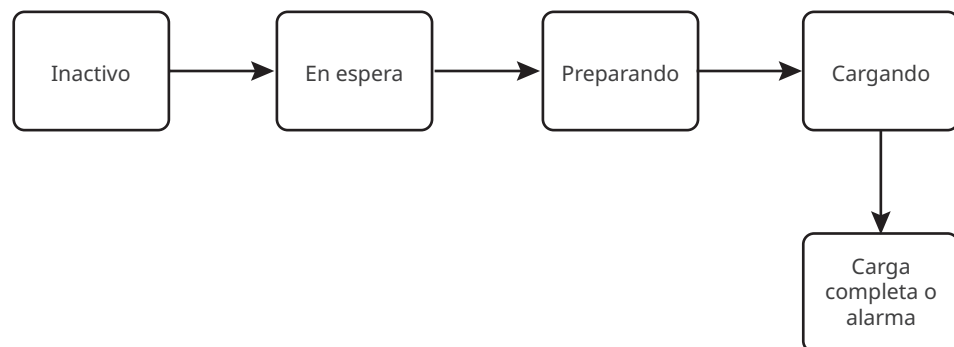 Inactivo
En espera
Preparando
Cargando
Carga
completa o
alarma